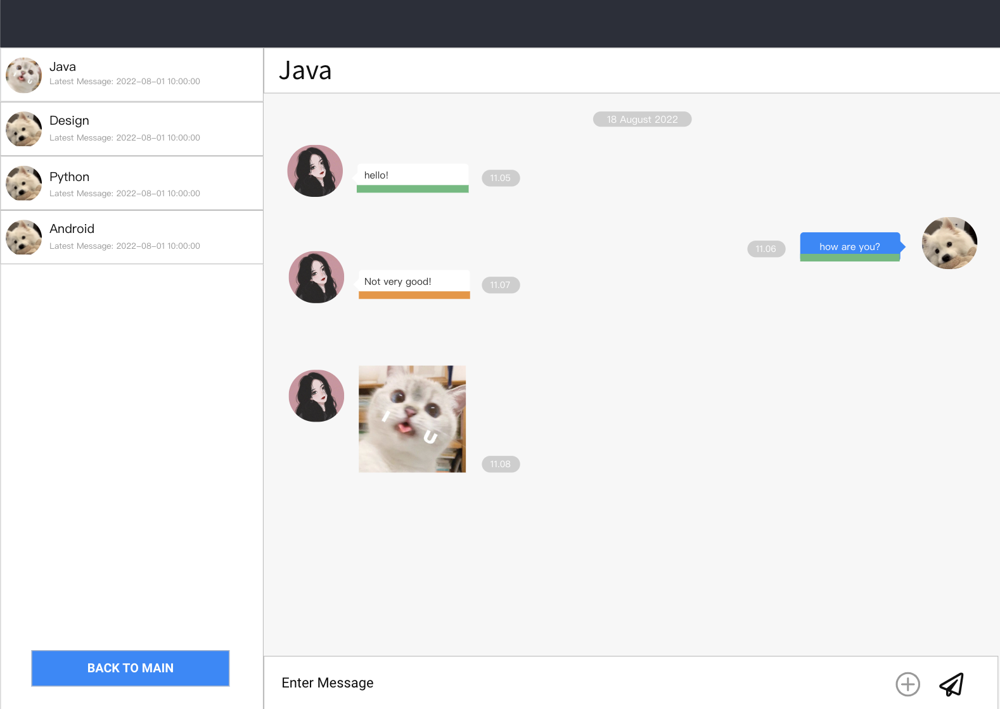 Java
Latest Message: 2022-08-01 10:00:00
Design
Latest Message: 2022-08-01 10:00:00
Python
Latest Message: 2022-08-01 10:00:00
Android
Latest Message: 2022-08-01 10:00:00
BACK TO MAIN
Java
18 August 2022
hello!
11.05
11.06
how are you?
Not very good!
11.07
I U
11.08
Enter Message